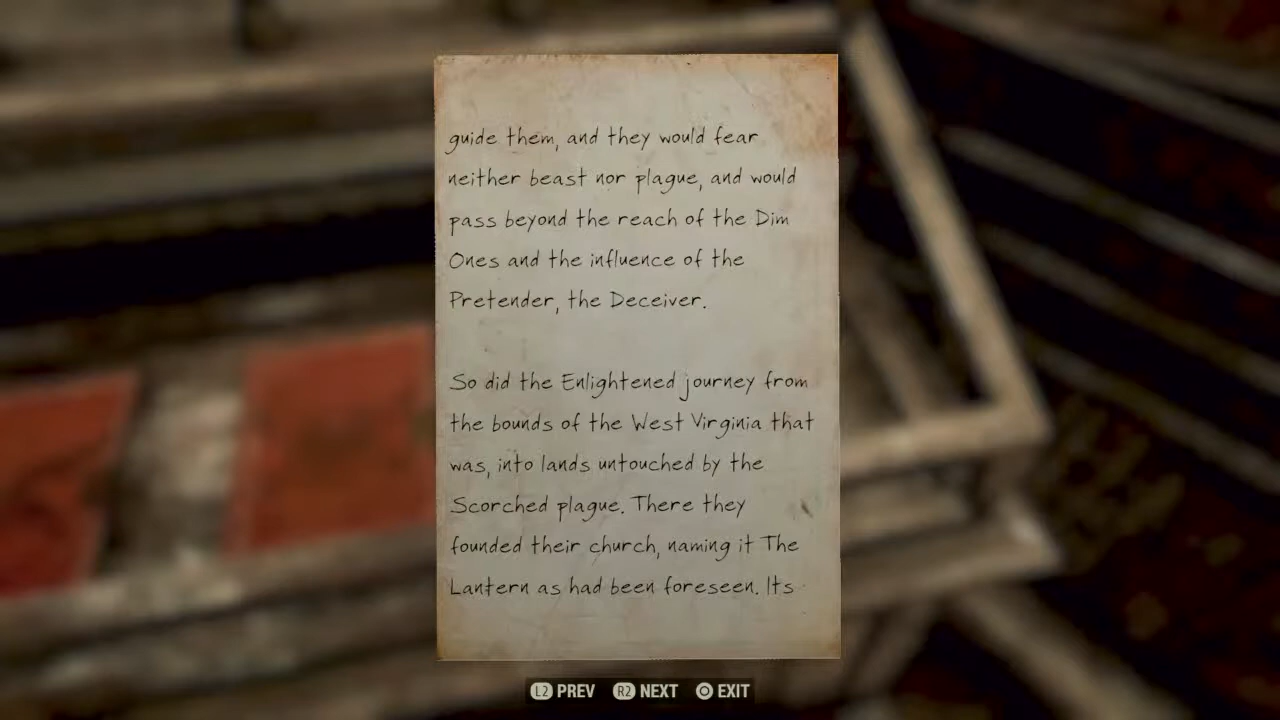 guide them, and they would fear
neither beast nor plague, and would
pass beyond the reach of the Dim
Ones and the influence of the
Pretender, the Deceiver.
So did the Enlightened journey from
the bounds of the West Virginia that
was, into lands untouched by the
Scorched plague. There they
founded their church, naming it The
Lantern as had been foreseen. Its
L2 PREV R2 NEXT EXIT